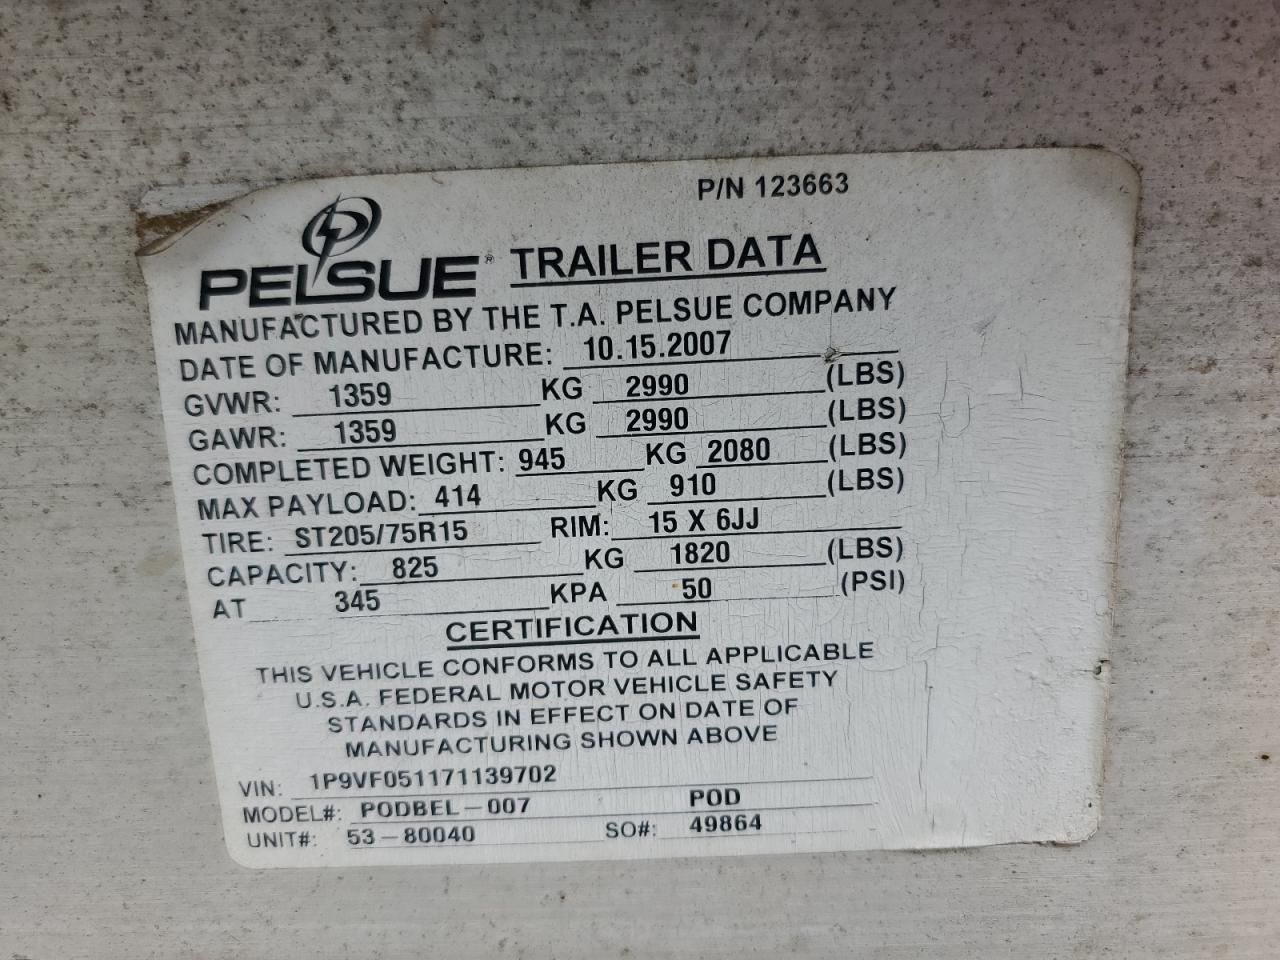 P/N 123663
PELSUE® TRAILER DATA
MANUFACTURED BY THE T.A. PELSUE COMPANY
DATE OF MANUFACTURE: 10.15.2007
GVWR: 1359 KG 2990 (LBS)
GAWR: 1359 KG 2990 (LBS)
COMPLETED WEIGHT: 945 KG 2080 (LBS)
MAX PAYLOAD: 414 KG 910 (LBS)
TIRE: ST205/75R15 RIM: 15 X 6JJ
CAPACITY: 825 KG 1820 (LBS)
AT 345 KPA 50 (PSI)
CERTIFICATION
THIS VEHICLE CONFORMS TO ALL APPLICABLE
U.S.A. FEDERAL MOTOR VEHICLE SAFETY
STANDARDS IN EFFECT ON DATE OF
MANUFACTURING SHOWN ABOVE
VIN: 1P9VF051171139702
MODEL#: PODBEL-007 POD
UNIT#: 53-80040 SO#: 49864